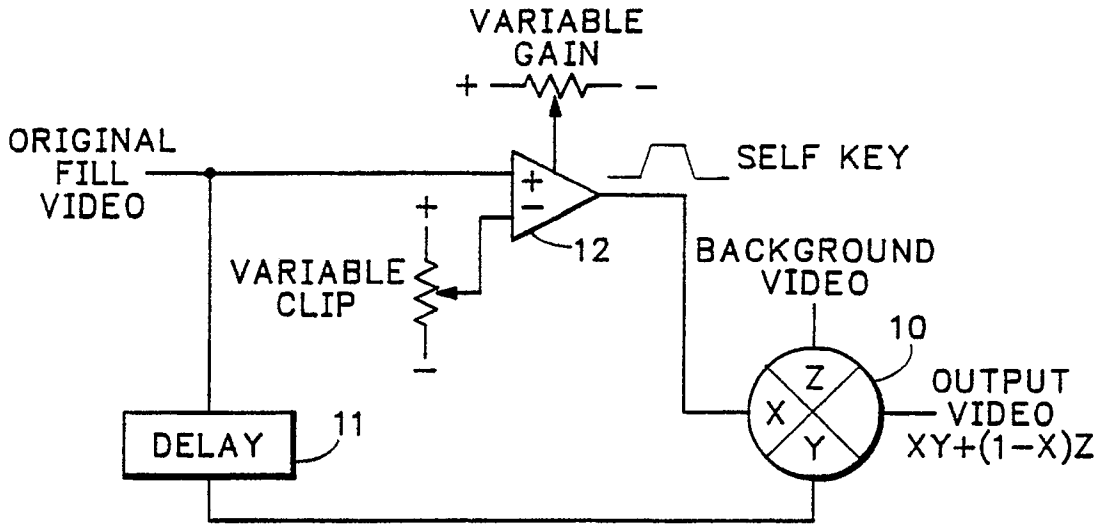 VARIABLE
GAIN
+ −
ORIGINAL
FILL
VIDEO
SELF KEY
+
−
12
+
VARIABLE
CLIP
−
BACKGROUND
VIDEO
10
Z
X
Y
OUTPUT
VIDEO
XY+(1−X)Z
DELAY
11